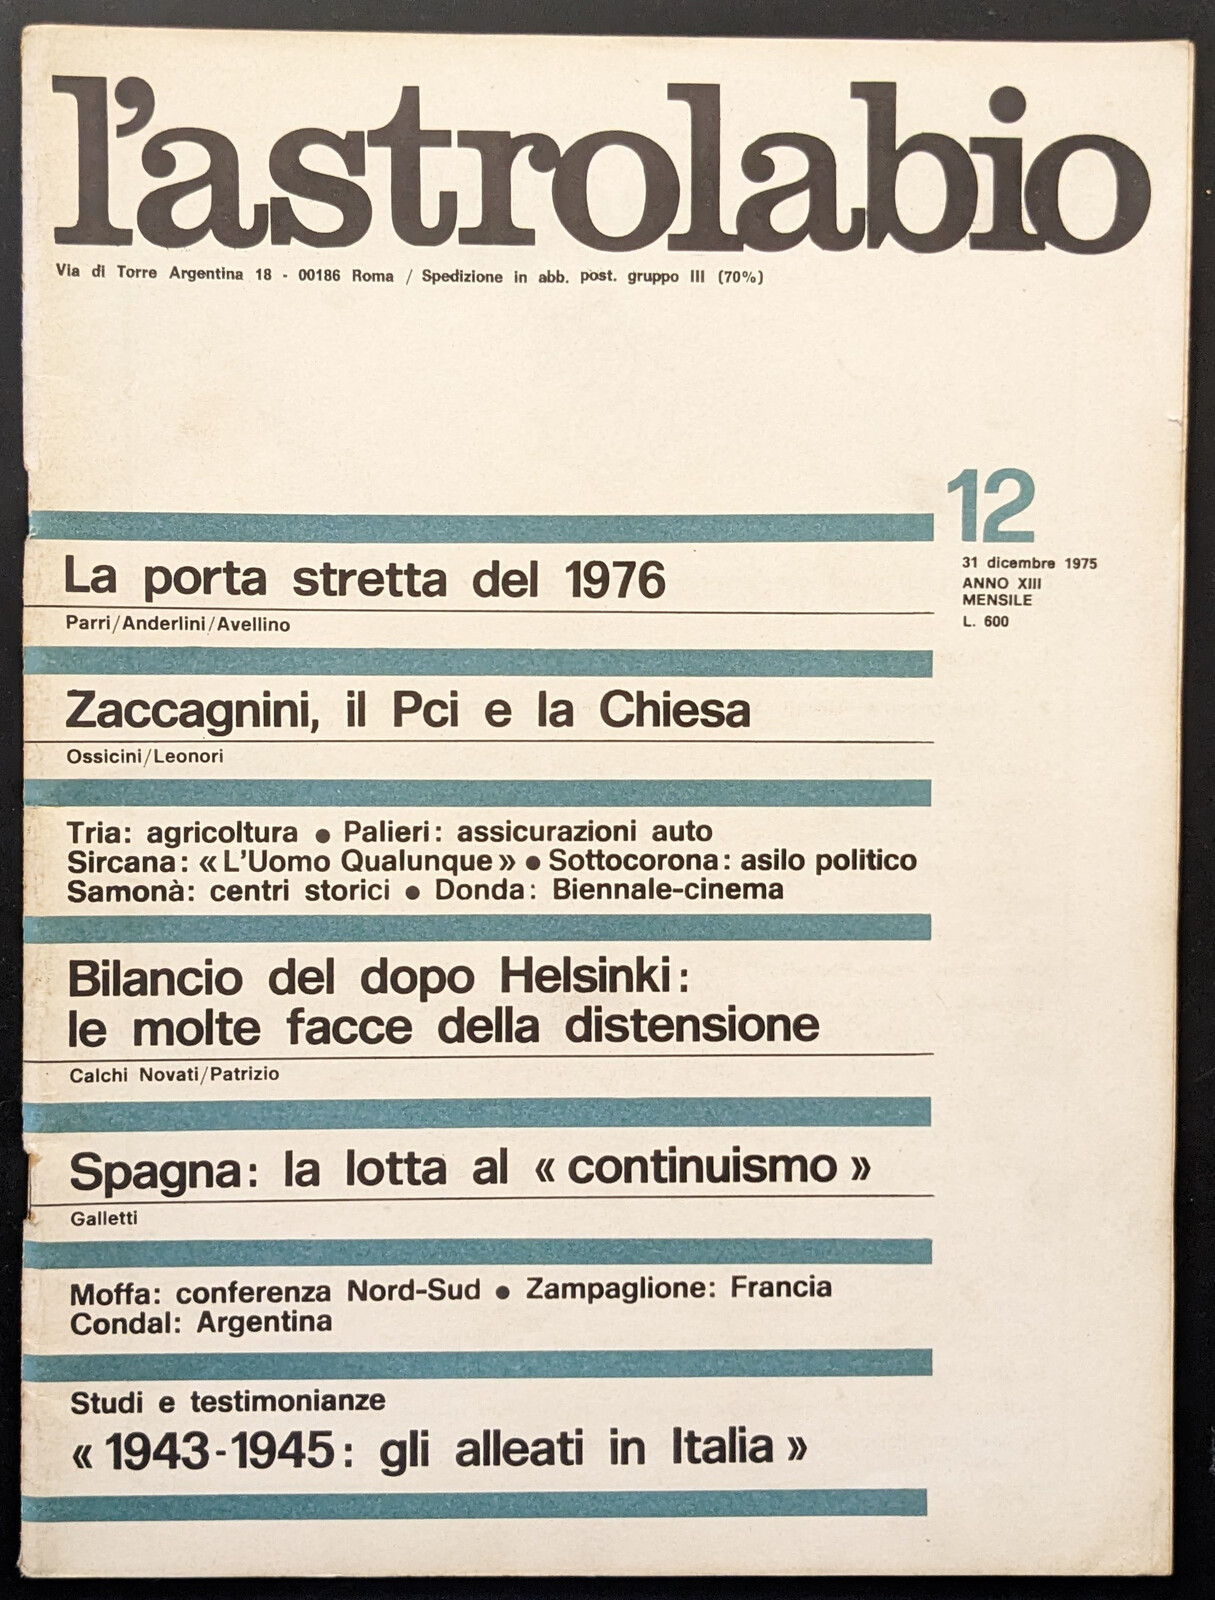 l'astrolabio
Via di Torre Argentina 18 - 00186 Roma / Spedizione in abb. post. gruppo III (70%)
12
31 dicembre 1975
ANNO XIII
MENSILE
L. 600
La porta stretta del 1976
Parri/Anderlini/Avellino
Zaccagnini, il Pci e la Chiesa
Ossicini/Leonori
Tria: agricoltura ● Palieri: assicurazioni auto
Sircana: « L'Uomo Qualunque » ● Sottocorona: asilo politico
Samonà: centri storici ● Donda: Biennale-cinema
Bilancio del dopo Helsinki:
le molte facce della distensione
Calchi Novati/Patrizio
Spagna: la lotta al « continuismo »
Galletti
Moffa: conferenza Nord-Sud ● Zampaglione: Francia
Condal: Argentina
Studi e testimonianze
« 1943-1945: gli alleati in Italia »